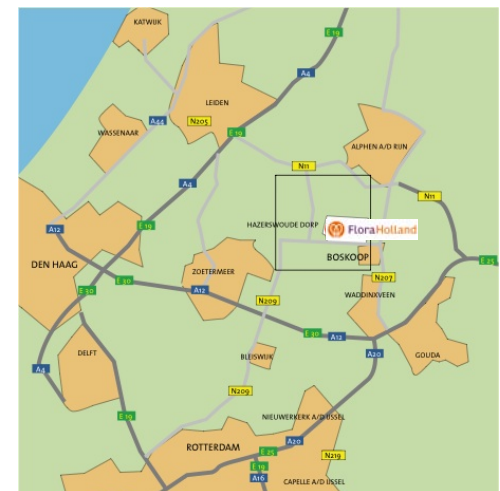 KATWIJK
E 19
A4
LEIDEN
A44
N205
WASSENAAR
E 19
ALPHEN A/D RIJN
N11
A4
N11
A12
E 19
HAZERSWOUDE DORP
FloraHolland
BOSKOOP
DEN HAAG
E 25
ZOETERMEER
E 30
N207
E 30
A12
WADDINXVEEN
N209
E 30
A12
DELFT
BLEISWIJK
A20
GOUDA
A4
N209
E 19
NIEUWERKERK A/D IJSSEL
ROTTERDAM
A20
E 25
N219
E 19
A16
CAPELLE A/D IJSSEL